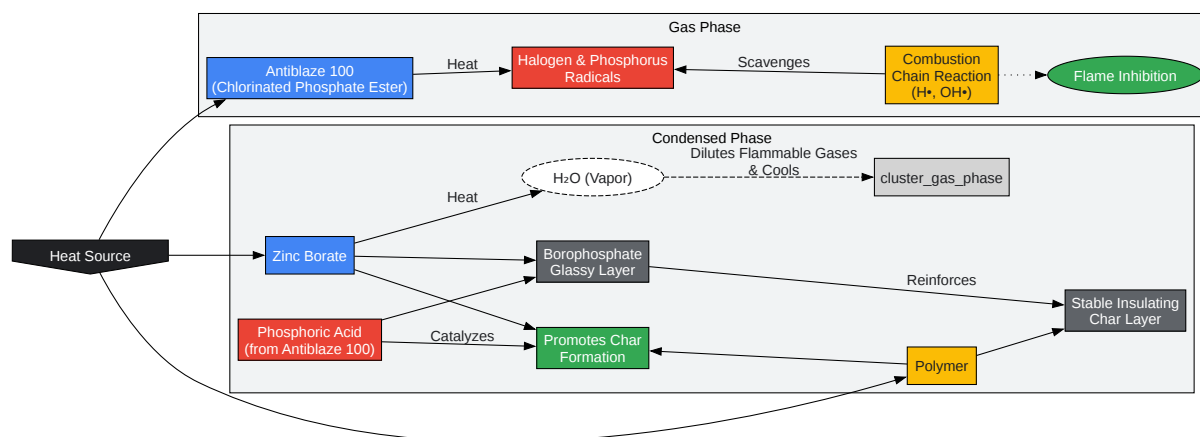 Gas Phase
Antiblaze 100
(Chlorinated Phosphate Ester)
Heat
Halogen & Phosphorus
Radicals
Scavenges
Combustion
Chain Reaction
(H•, OH•)
Flame Inhibition
Condensed Phase
Dilutes Flammable Gases
& Cools
H₂O (Vapor)
cluster_gas_phase
Heat
Heat Source
Zinc Borate
Borophosphate
Glassy Layer
Reinforces
Stable Insulating
Char Layer
Phosphoric Acid
(from Antiblaze 100)
Catalyzes
Promotes Char
Formation
Polymer